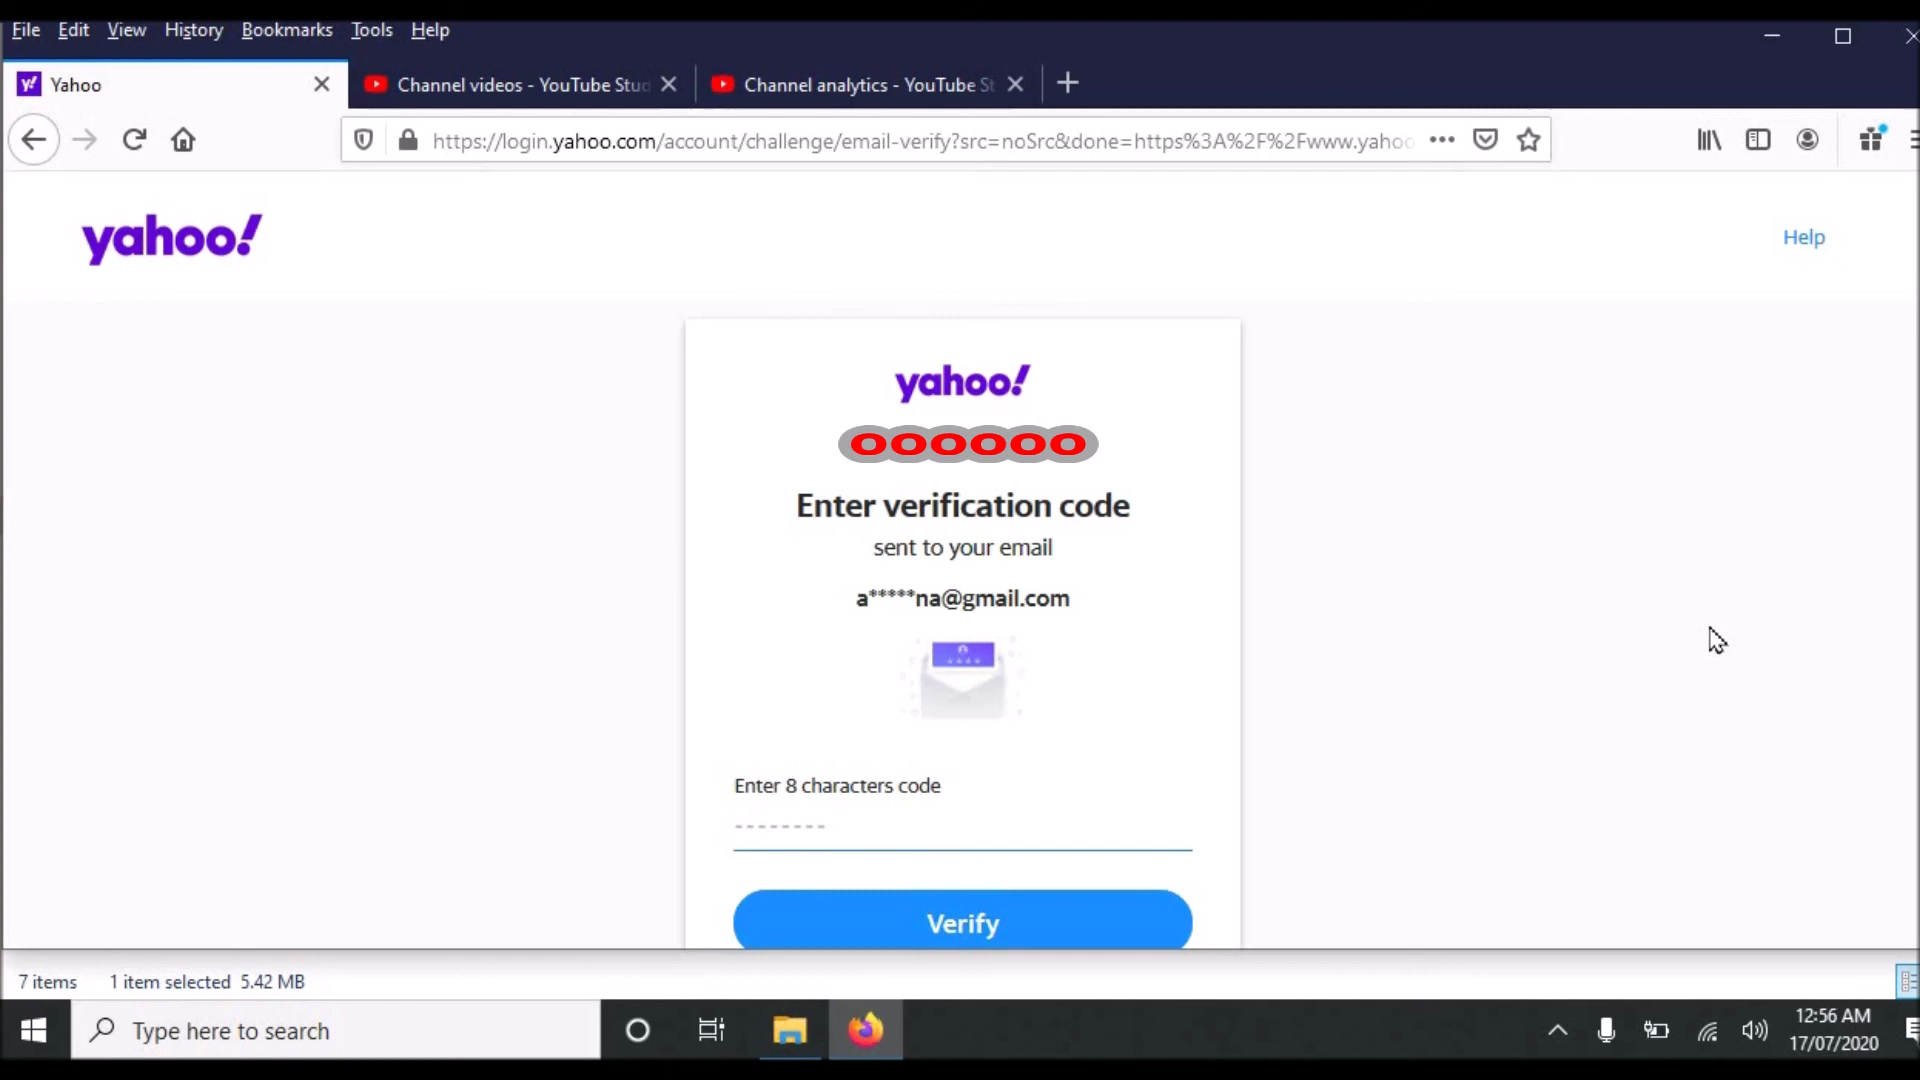 File Edit View History Bookmarks Tools Help
Yahoo
Channel videos - YouTube Stud
Channel analytics - YouTube St
https://login.yahoo.com/account/challenge/email-verify?src=noSrc&done=https%3A%2F%2Fwww.yahoo
yahoo!
Help
yahoo!
OOOOOO
Enter verification code
sent to your email
a*****na@gmail.com
Enter 8 characters code
--------
Verify
7 items 1 item selected 5.42 MB
Type here to search
12:56 AM
17/07/2020